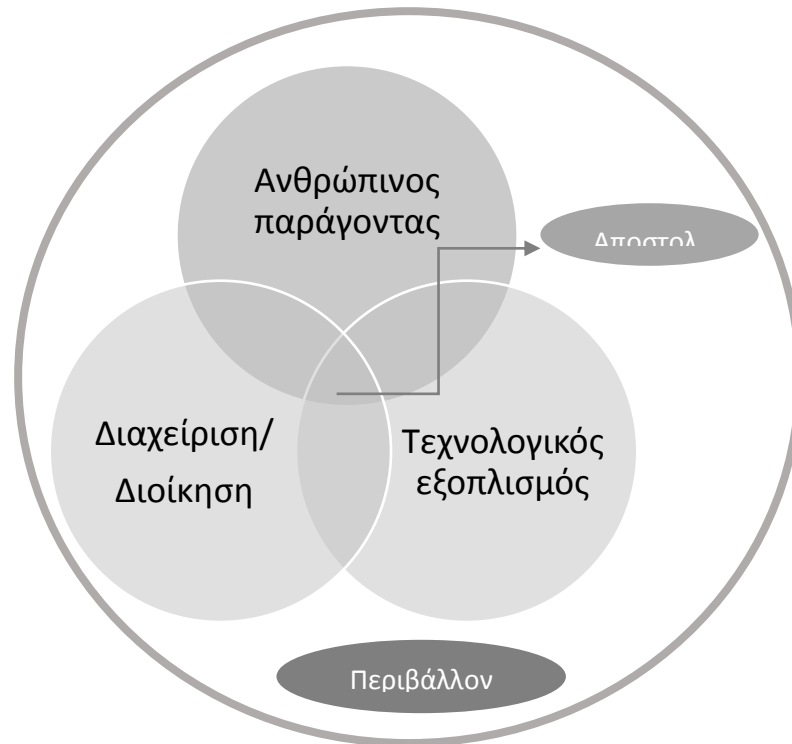 Ανθρώπινος
παράγοντας
Αποστολ
Διαχείριση/
Διοίκηση
Τεχνολογικός
εξοπλισμός
Περιβάλλον